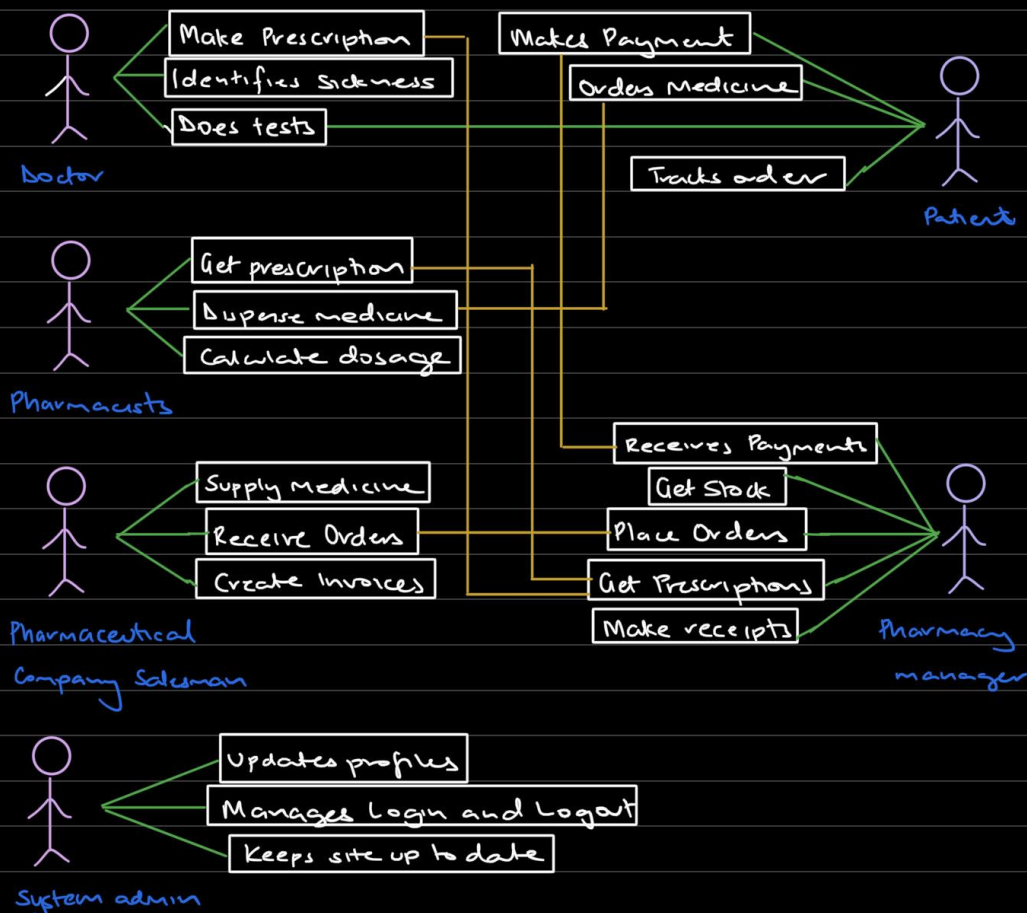 Make Prescription
Makes Payment
Identifies sickness
Orders Medicine
Does tests
Tracks order
Doctor
Patient
Get prescription
Dispense medicine
Calculate dosage
Pharmacists
Receives Payments
Supply Medicine
Get Stock
Receive Orders
Place Orders
Create Invoices
Get Prescriptions
Make receipts
Pharmaceutical
Company Salesman
Pharmacy
manager
Updates profiles
Manages Login and Logout
Keeps site up to date
System admin